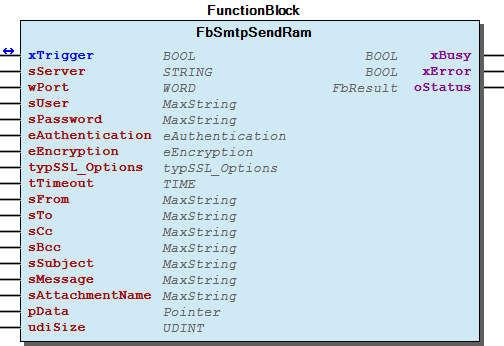 FunctionBlock
FbSmtpSendRam
xTrigger BOOL BOOL xBusy
sServer STRING BOOL xError
wPort WORD FbResult oStatus
sUser MaxString
sPassword MaxString
eAuthentication eAuthentication
eEncryption eEncryption
typSSL_Options typSSL_Options
tTimeout TIME
sFrom MaxString
sTo MaxString
sCc MaxString
sBcc MaxString
sSubject MaxString
sMessage MaxString
sAttachmentName MaxString
pData Pointer
udiSize UDINT